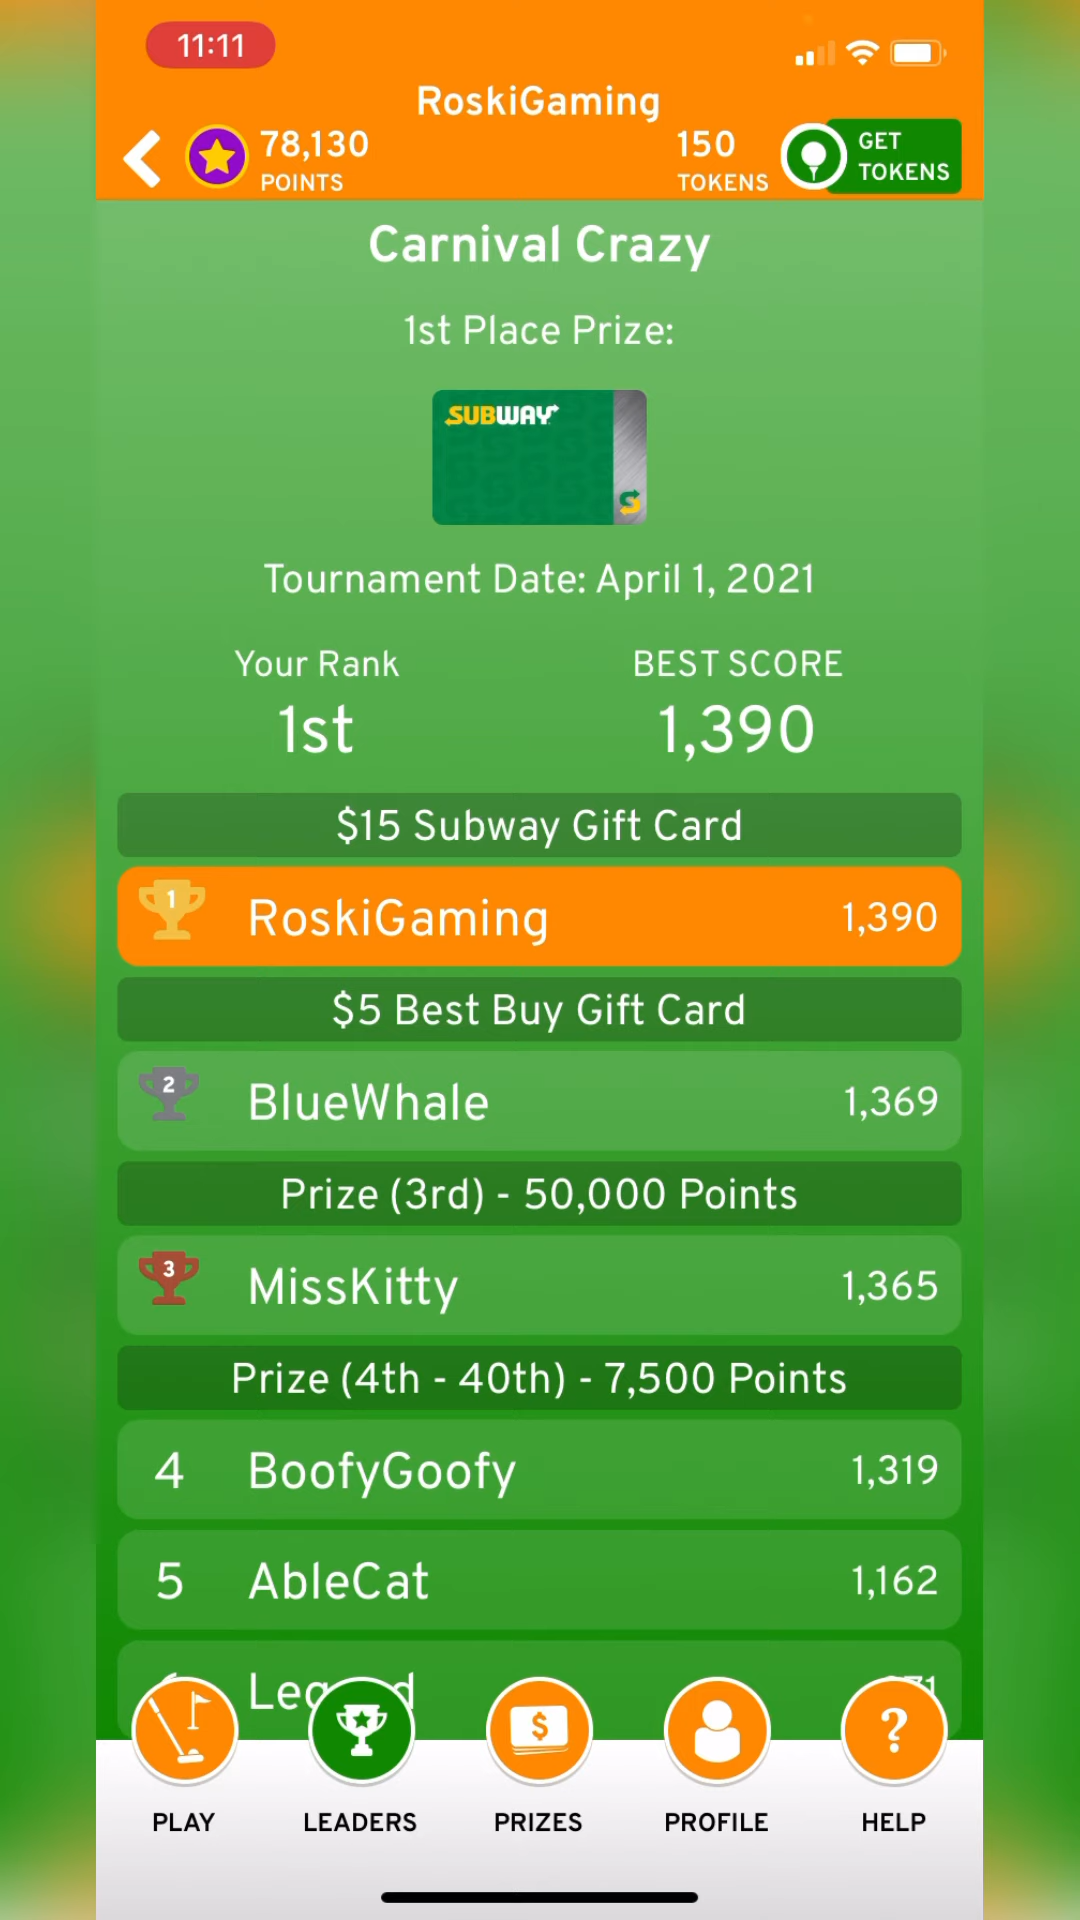 11:11
RoskiGaming
78,130
POINTS
150
TOKENS
GET
TOKENS
Carnival Crazy
1st Place Prize:
SUBWAY
Tournament Date: April 1, 2021
Your Rank
BEST SCORE
1st
1,390
$15 Subway Gift Card
1
RoskiGaming
1,390
$5 Best Buy Gift Card
2
BlueWhale
1,369
Prize (3rd) - 50,000 Points
3
MissKitty
1,365
Prize (4th - 40th) - 7,500 Points
4
BoofyGoofy
1,319
5
AbleCat
1,162
$
?
PLAY
LEADERS
PRIZES
PROFILE
HELP